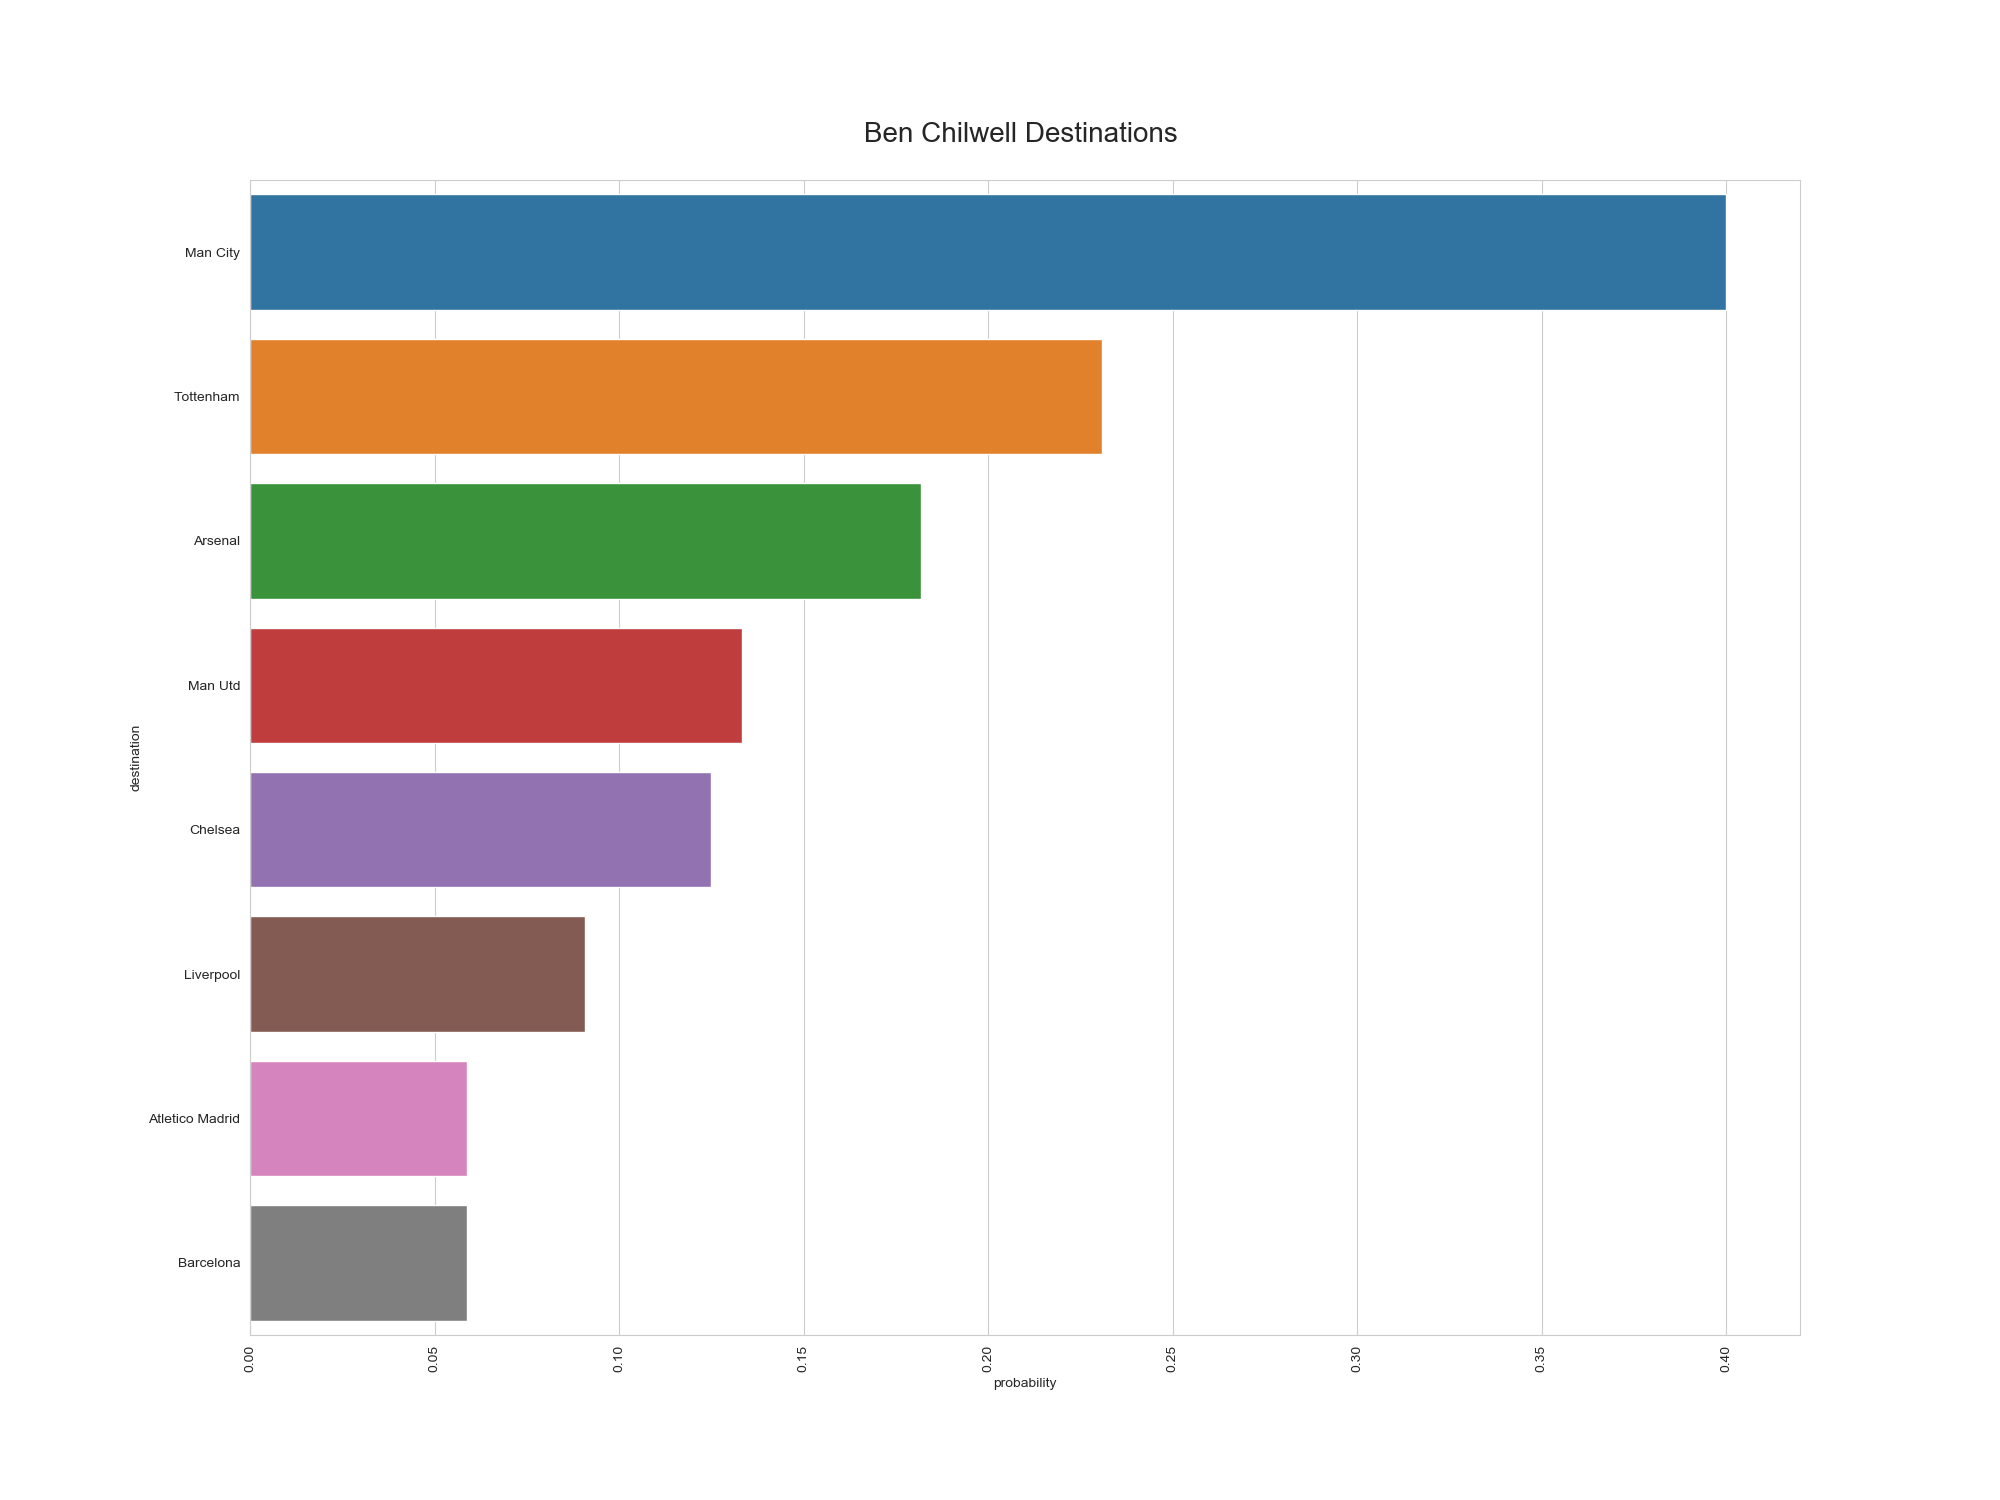 Ben Chilwell Destinations
Man City
Tottenham
Arsenal
Man Utd
Chelsea
Liverpool
Atletico Madrid
Barcelona
destination
0.00 0.05 0.10 0.15 0.20 0.25 0.30 0.35 0.40
probability